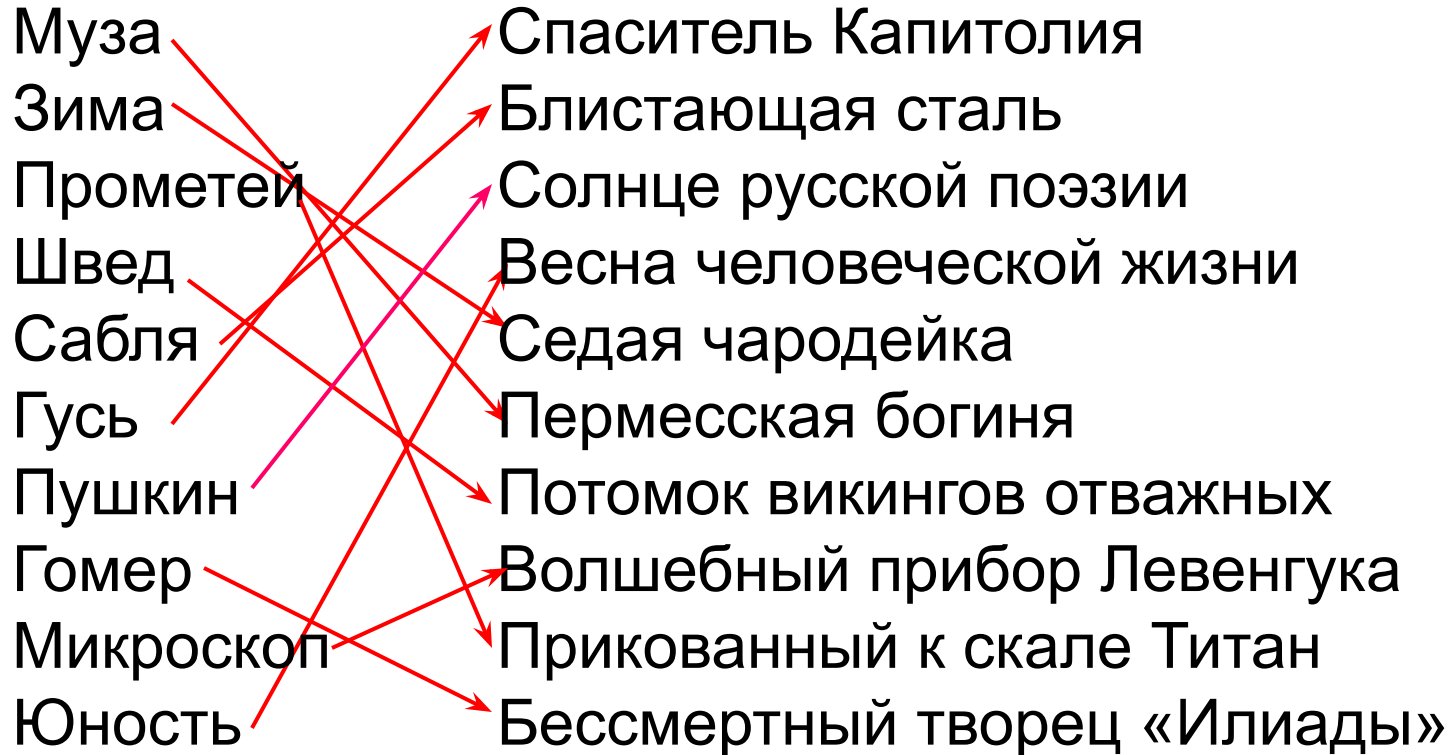 Муза Спаситель Капитолия
Зима Блистающая сталь
Прометей Солнце русской поэзии
Швед Весна человеческой жизни
Сабля Седая чародейка
Гусь Пермесская богиня
Пушкин Потомок викингов отважных
Гомер Волшебный прибор Левенгука
Микроскоп Прикованный к скале Титан
Юность Бессмертный творец «Илиады»